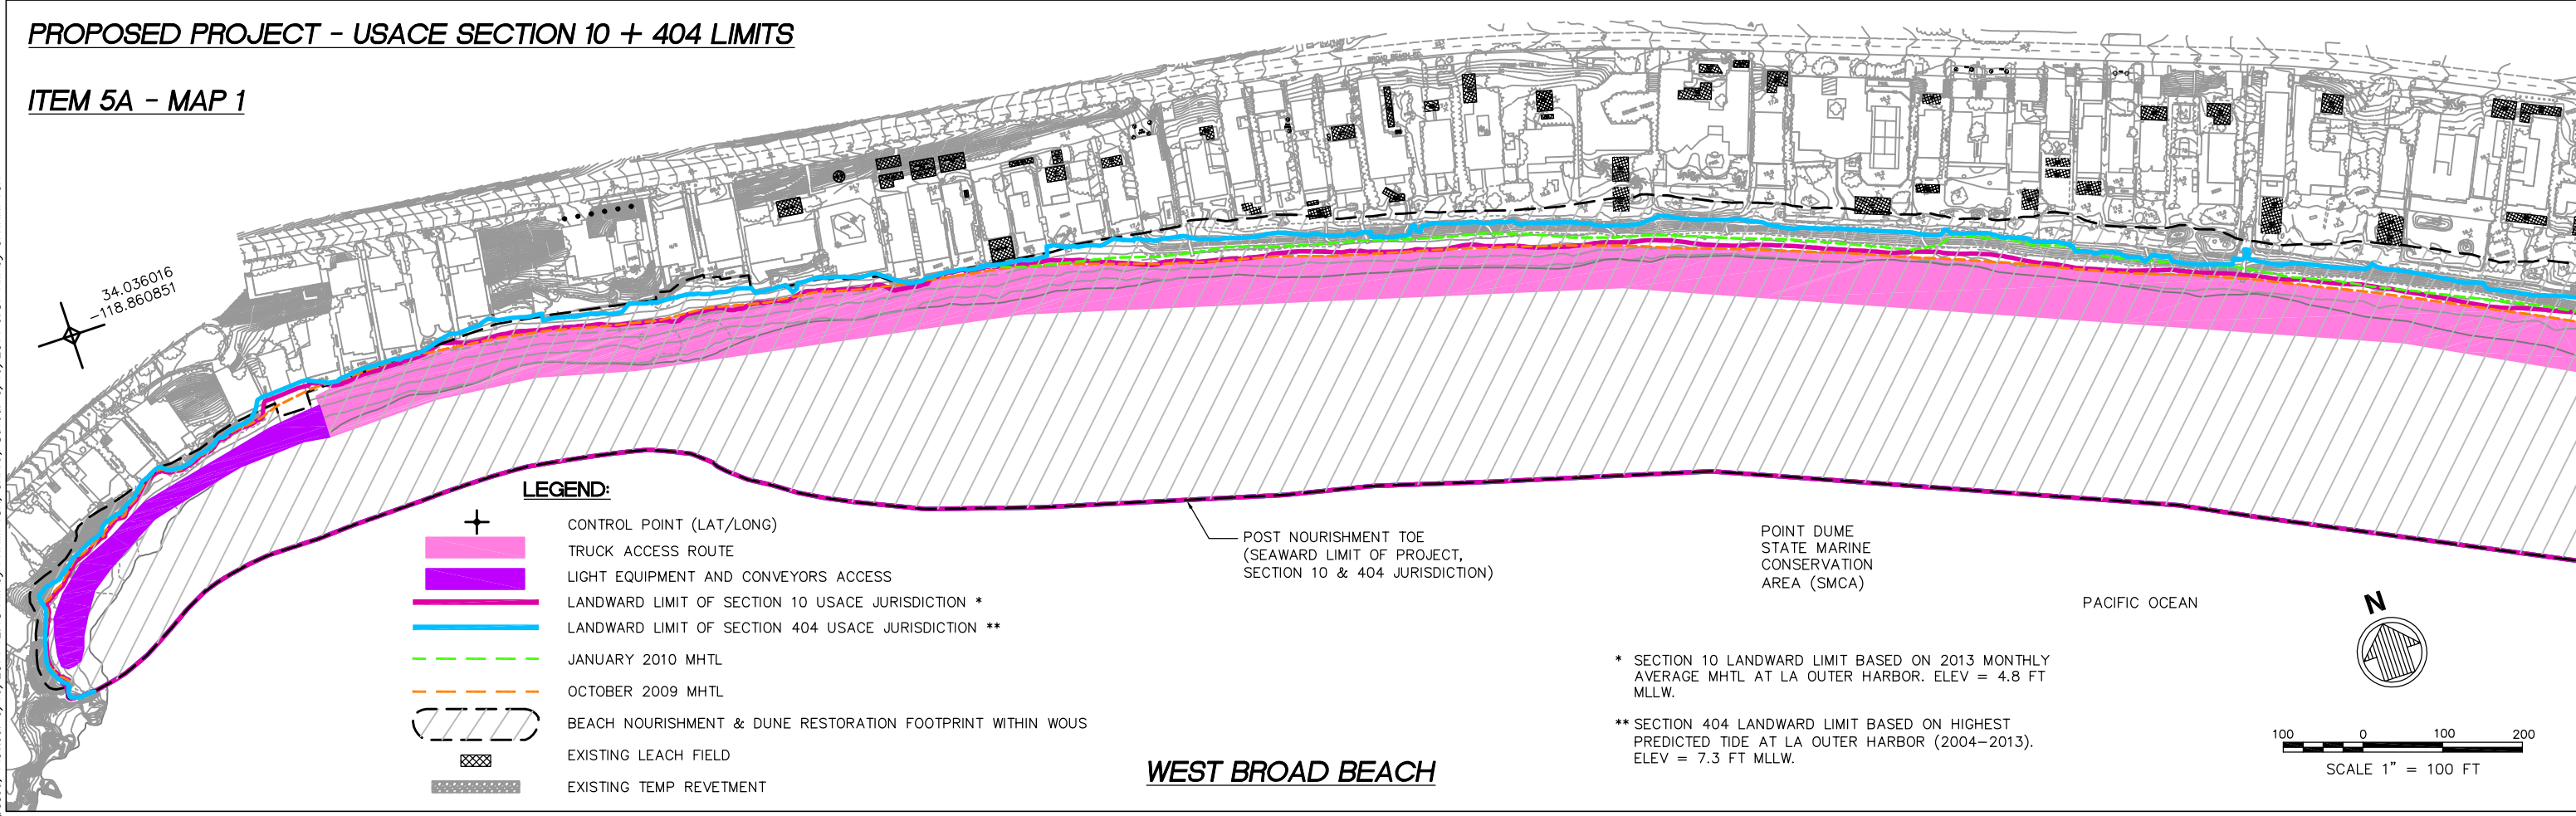 PROPOSED PROJECT - USACE SECTION 10 + 404 LIMITS
ITEM 5A - MAP 1
34.036016
-118.860851
LEGEND:
CONTROL POINT (LAT/LONG)
TRUCK ACCESS ROUTE
LIGHT EQUIPMENT AND CONVEYORS ACCESS
LANDWARD LIMIT OF SECTION 10 USACE JURISDICTION *
LANDWARD LIMIT OF SECTION 404 USACE JURISDICTION **
JANUARY 2010 MHTL
OCTOBER 2009 MHTL
BEACH NOURISHMENT & DUNE RESTORATION FOOTPRINT WITHIN WOUS
EXISTING LEACH FIELD
EXISTING TEMP REVETMENT
POST NOURISHMENT TOE
(SEAWARD LIMIT OF PROJECT,
SECTION 10 & 404 JURISDICTION)
POINT DUME
STATE MARINE
CONSERVATION
AREA (SMCA)
PACIFIC OCEAN
N
* SECTION 10 LANDWARD LIMIT BASED ON 2013 MONTHLY
AVERAGE MHTL AT LA OUTER HARBOR. ELEV = 4.8 FT
MLLW.
** SECTION 404 LANDWARD LIMIT BASED ON HIGHEST
PREDICTED TIDE AT LA OUTER HARBOR (2004-2013).
ELEV = 7.3 FT MLLW.
100 0 100 200
SCALE 1" = 100 FT
WEST BROAD BEACH